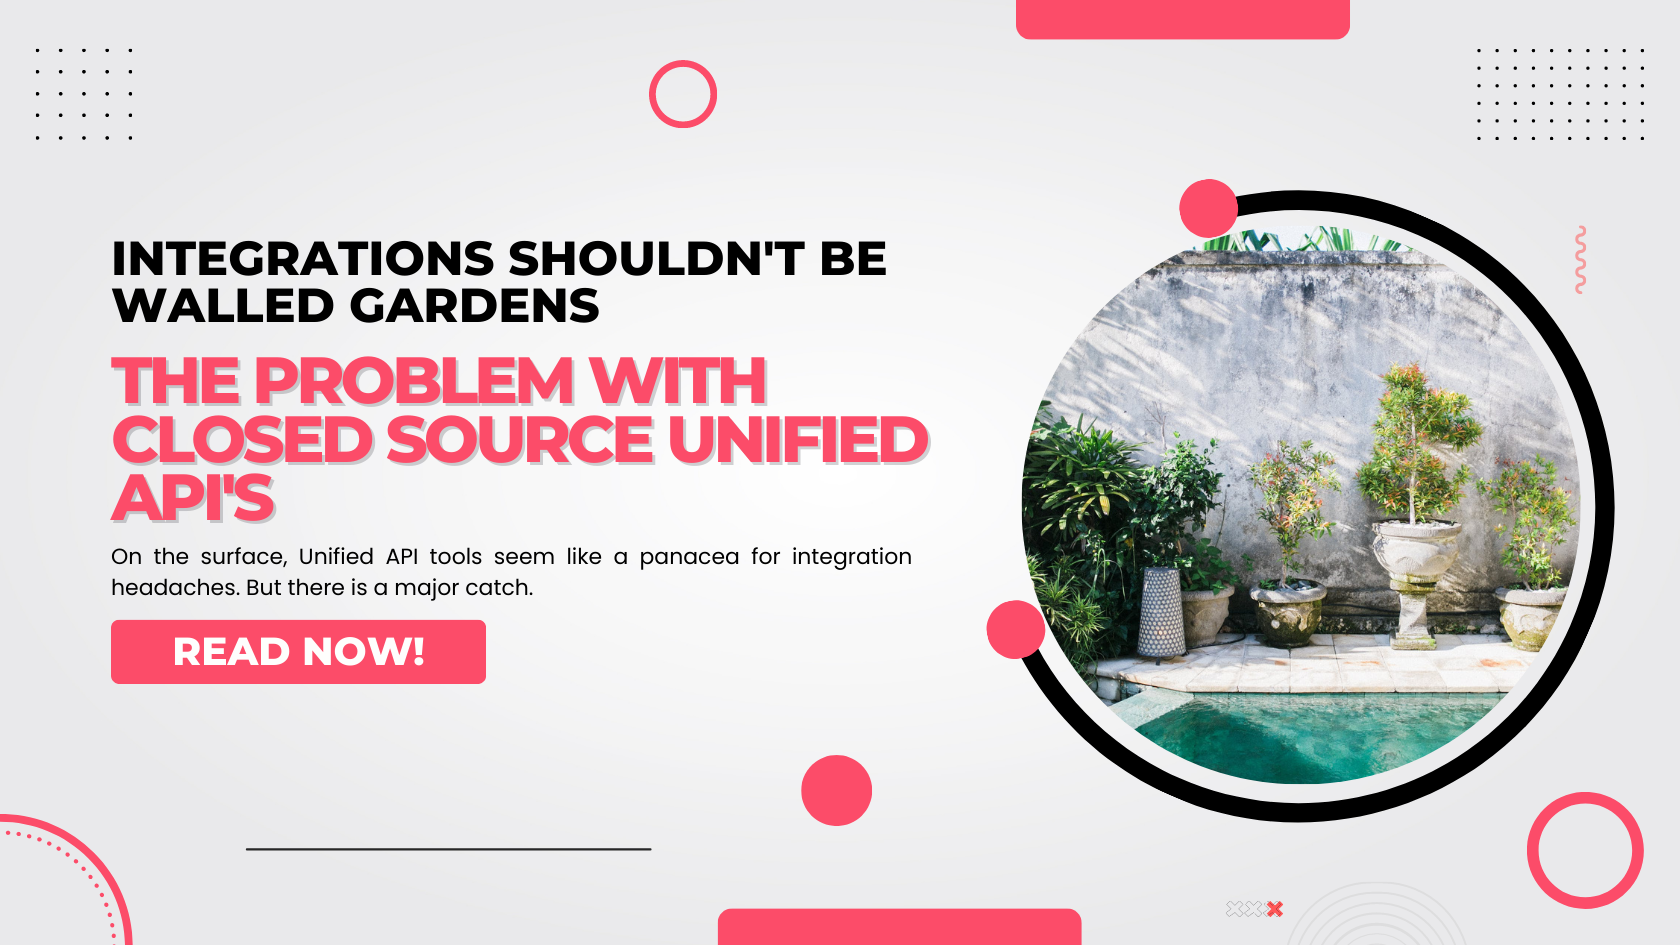 INTEGRATIONS SHOULDN'T BE
WALLED GARDENS
THE PROBLEM WITH
CLOSED SOURCE UNIFIED
API'S
On the surface, Unified API tools seem like a panacea for integration
headaches. But there is a major catch.
READ NOW!